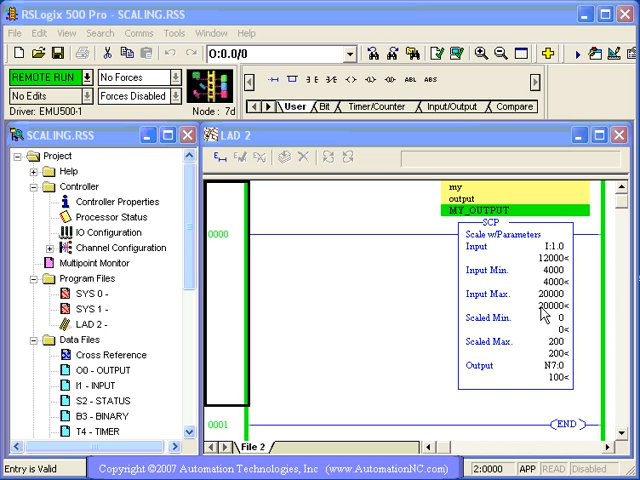 RSLogix 500 Pro - SCALING.RSS
File Edit View Search Comms Tools Window Help
O:0.0/0
REMOTE RUN No Forces
No Edits Forces Disabled
Driver: EMU500-1 Node : 7d
ABL ABS
User Bit Timer/Counter Input/Output Compare
SCALING.RSS
Project
Help
Controller
Controller Properties
Processor Status
IO Configuration
Channel Configuration
Multipoint Monitor
Program Files
SYS 0 -
SYS 1 -
LAD 2 -
Data Files
Cross Reference
O0 - OUTPUT
I1 - INPUT
S2 - STATUS
B3 - BINARY
T4 - TIMER
LAD 2
my
output
MY_OUTPUT
SCP
0000
Scale w/Parameters
Input I:1.0
12000<
Input Min. 4000
4000<
Input Max. 20000
20000<
Scaled Min. 0
0<
Scaled Max. 200
200<
Output N7:0
100<
0001
END
File 2
Entry is Valid
Copyright ©2007 Automation Technologies, Inc (www.AutomationNC.com)
2:0000 APP READ Disabled